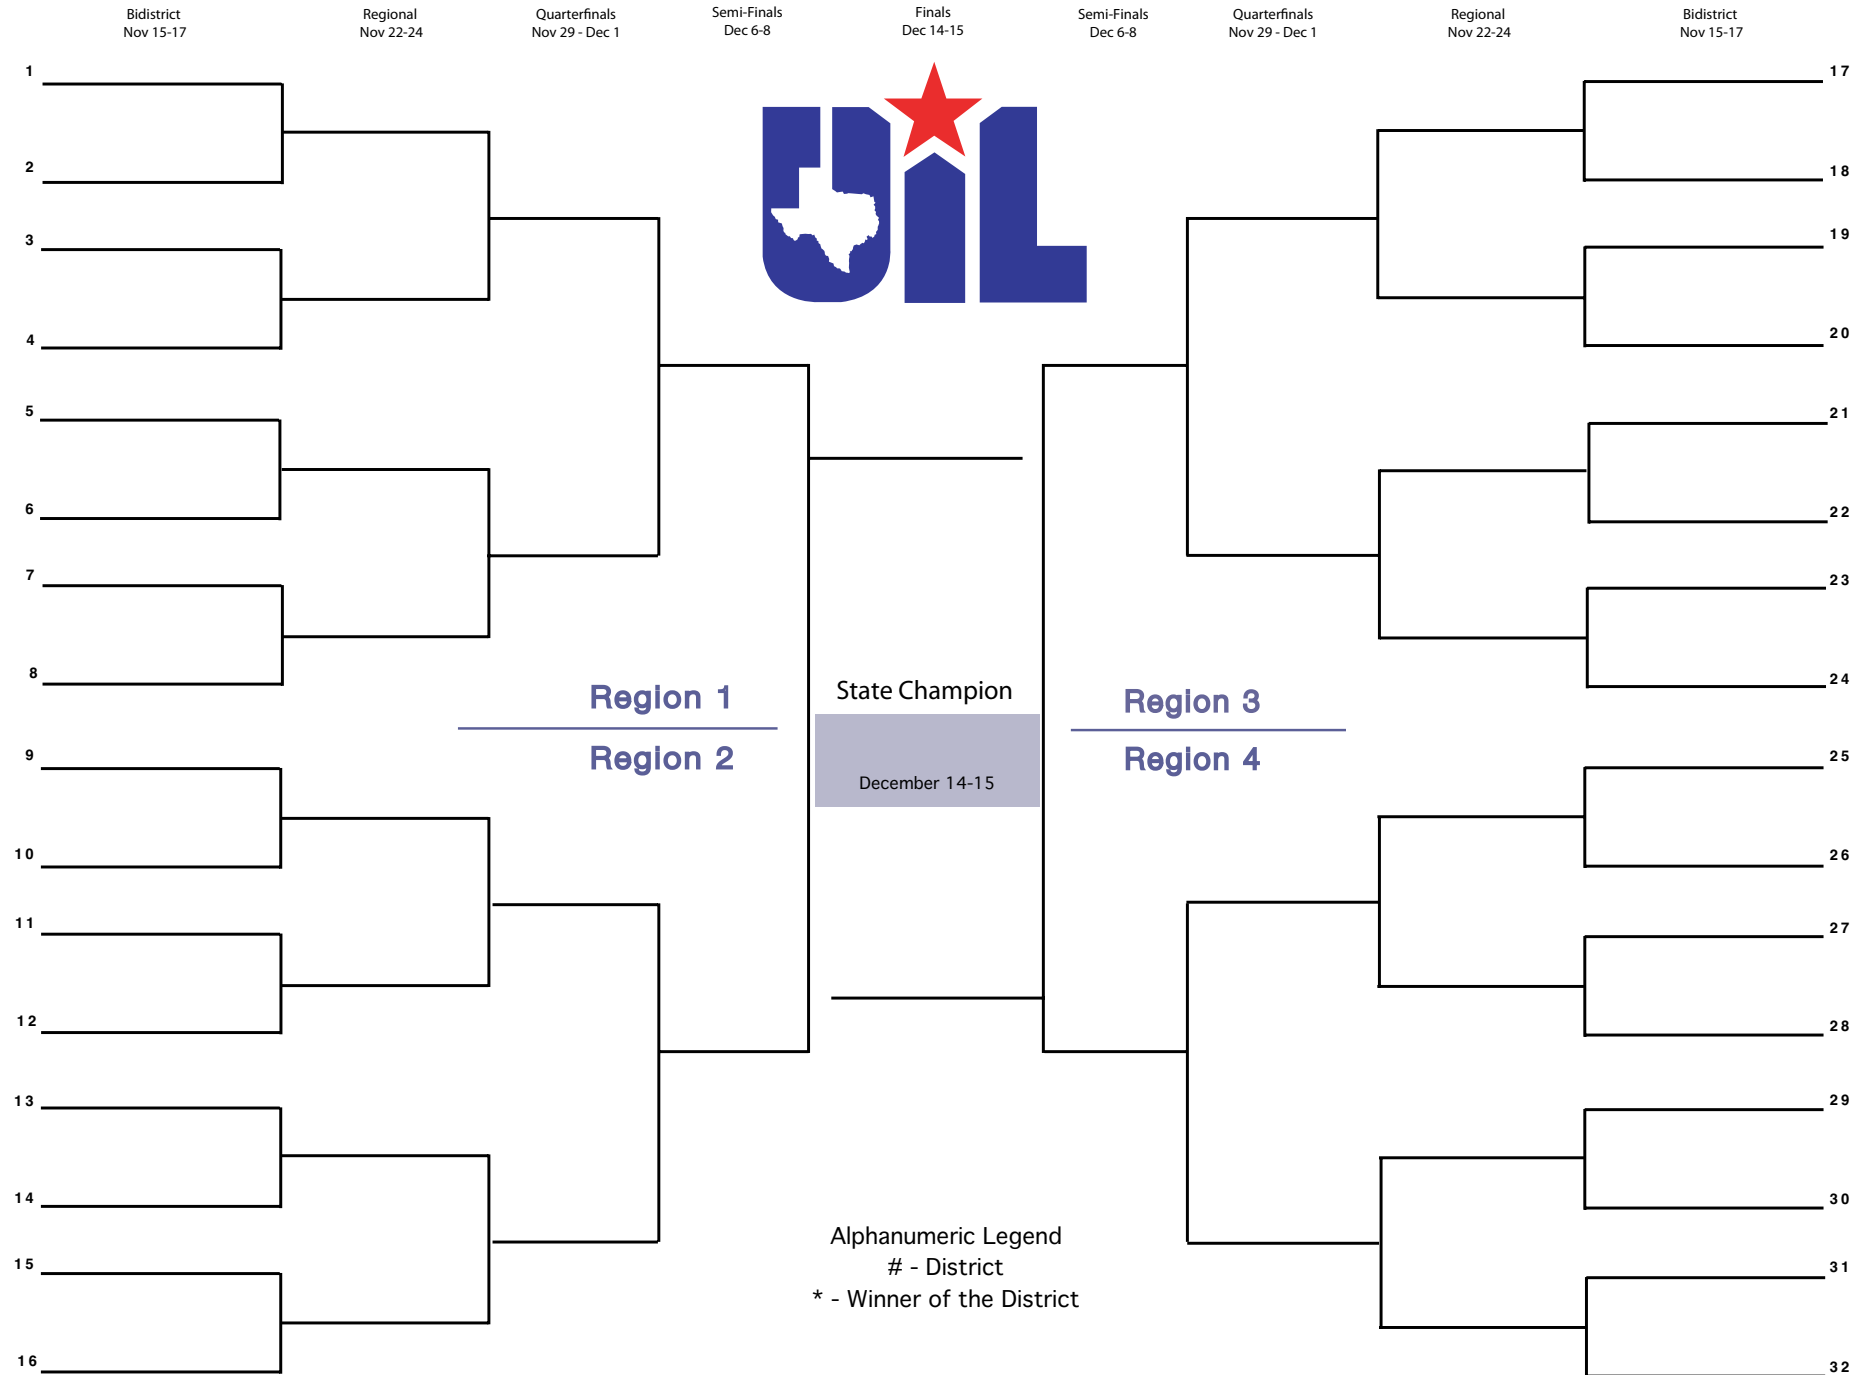 Bidistrict
Nov 15-17
Regional
Nov 22-24
Quarterfinals
Nov 29 - Dec 1
Semi-Finals
Dec 6-8
Finals
Dec 14-15
Semi-Finals
Dec 6-8
Quarterfinals
Nov 29 - Dec 1
Regional
Nov 22-24
Bidistrict
Nov 15-17
UIL
1
2
3
4
5
6
7
8
9
10
11
12
13
14
15
16
Region 1
Region 2
State Champion
December 14-15
Region 3
Region 4
Alphanumeric Legend
# - District
* - Winner of the District
17
18
19
20
21
22
23
24
25
26
27
28
29
30
31
32